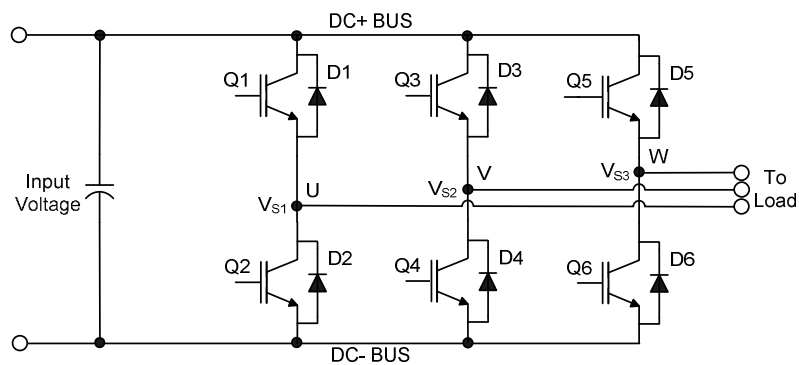 DC+ BUS
Q1
D1
Q3
D3
Q5
D5
Input
Voltage
VS1
U
VS2
V
VS3
W
To
Load
Q2
D2
Q4
D4
Q6
D6
DC- BUS